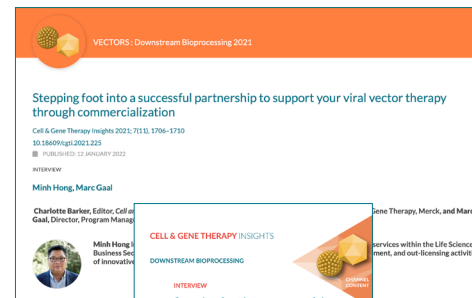 VECTORS: Downstream Bioprocessing 2021
Stepping foot into a successful partnership to support your viral vector therapy
through commercialization
Cell & Gene Therapy Insights 2021; 7(11), 1706–1710
10.18609/cgti.2021.225
PUBLISHED: 12 JANUARY 2022
INTERVIEW
Minh Hong, Marc Gaal
Charlotte Barker, Editor, Cell an
Gene Therapy, Merck, and Marc
Gaal, Director, Program Manag
Minh Hong
services within the Life Science
Business Sec
ment, and out-licensing activiti
of innovative
CELL & GENE THERAPY INSIGHTS
DOWNSTREAM BIOPROCESSING
CHANNEL
CONTENT
INTERVIEW